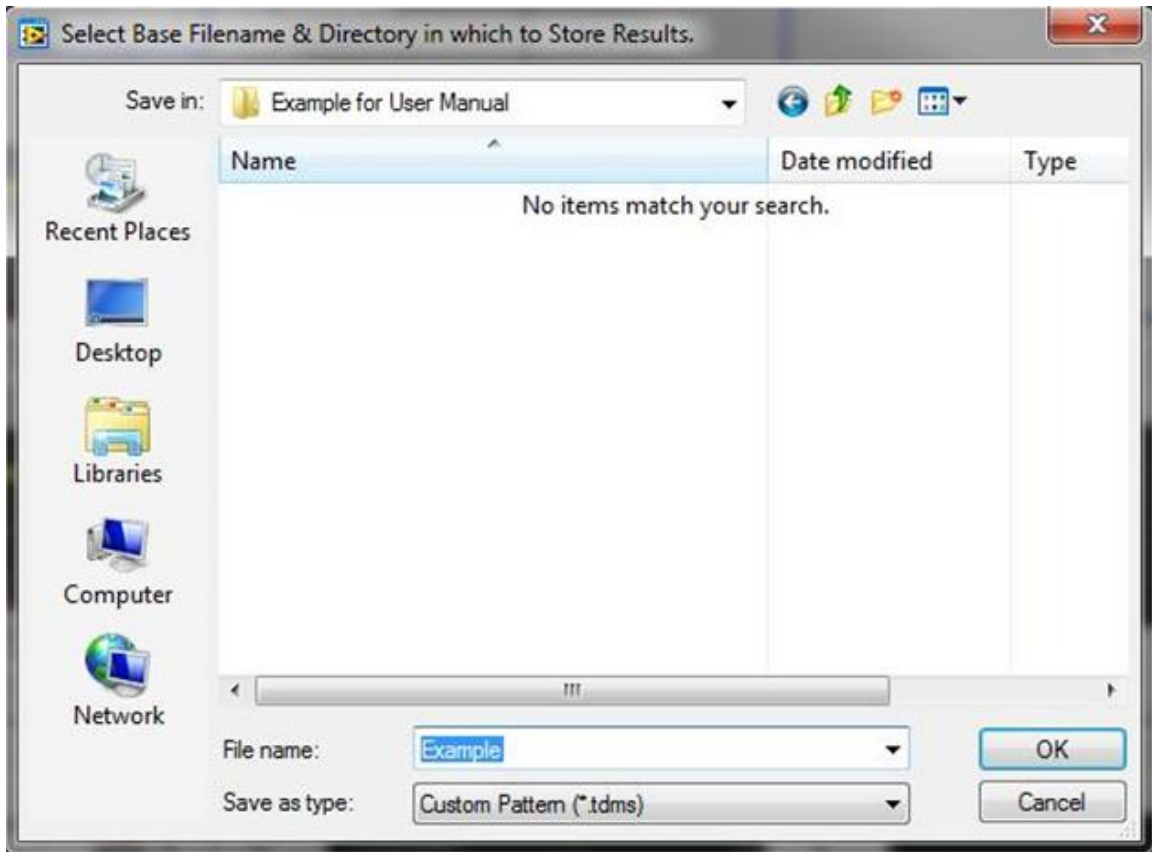 Select Base Filename & Directory in which to Store Results.
Save in: Example for User Manual
Name Date modified Type
No items match your search.
Recent Places
Desktop
Libraries
Computer
Network
File name: Example OK
Save as type: Custom Pattern (*.tdms) Cancel